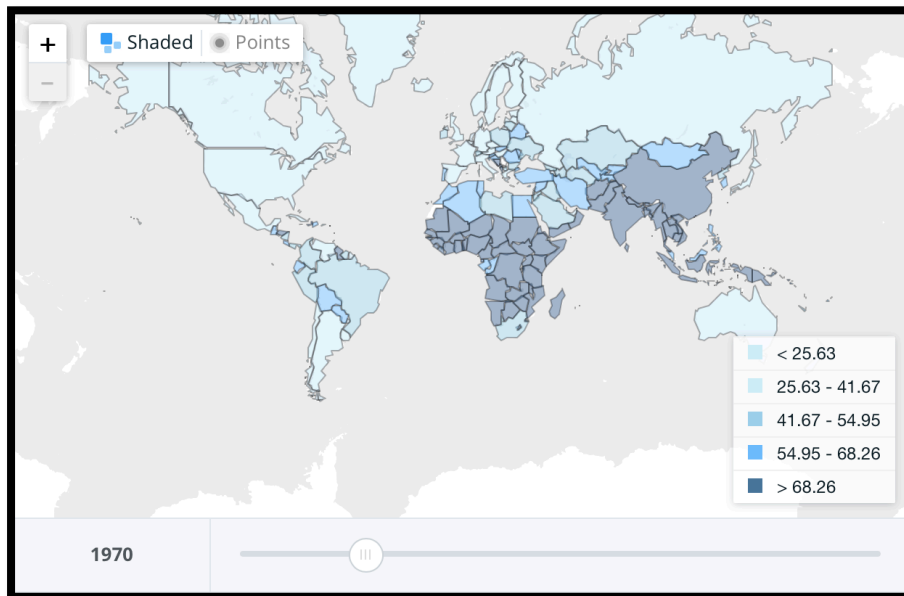 +
Shaded
Points
−
< 25.63
25.63 - 41.67
41.67 - 54.95
54.95 - 68.26
> 68.26
1970